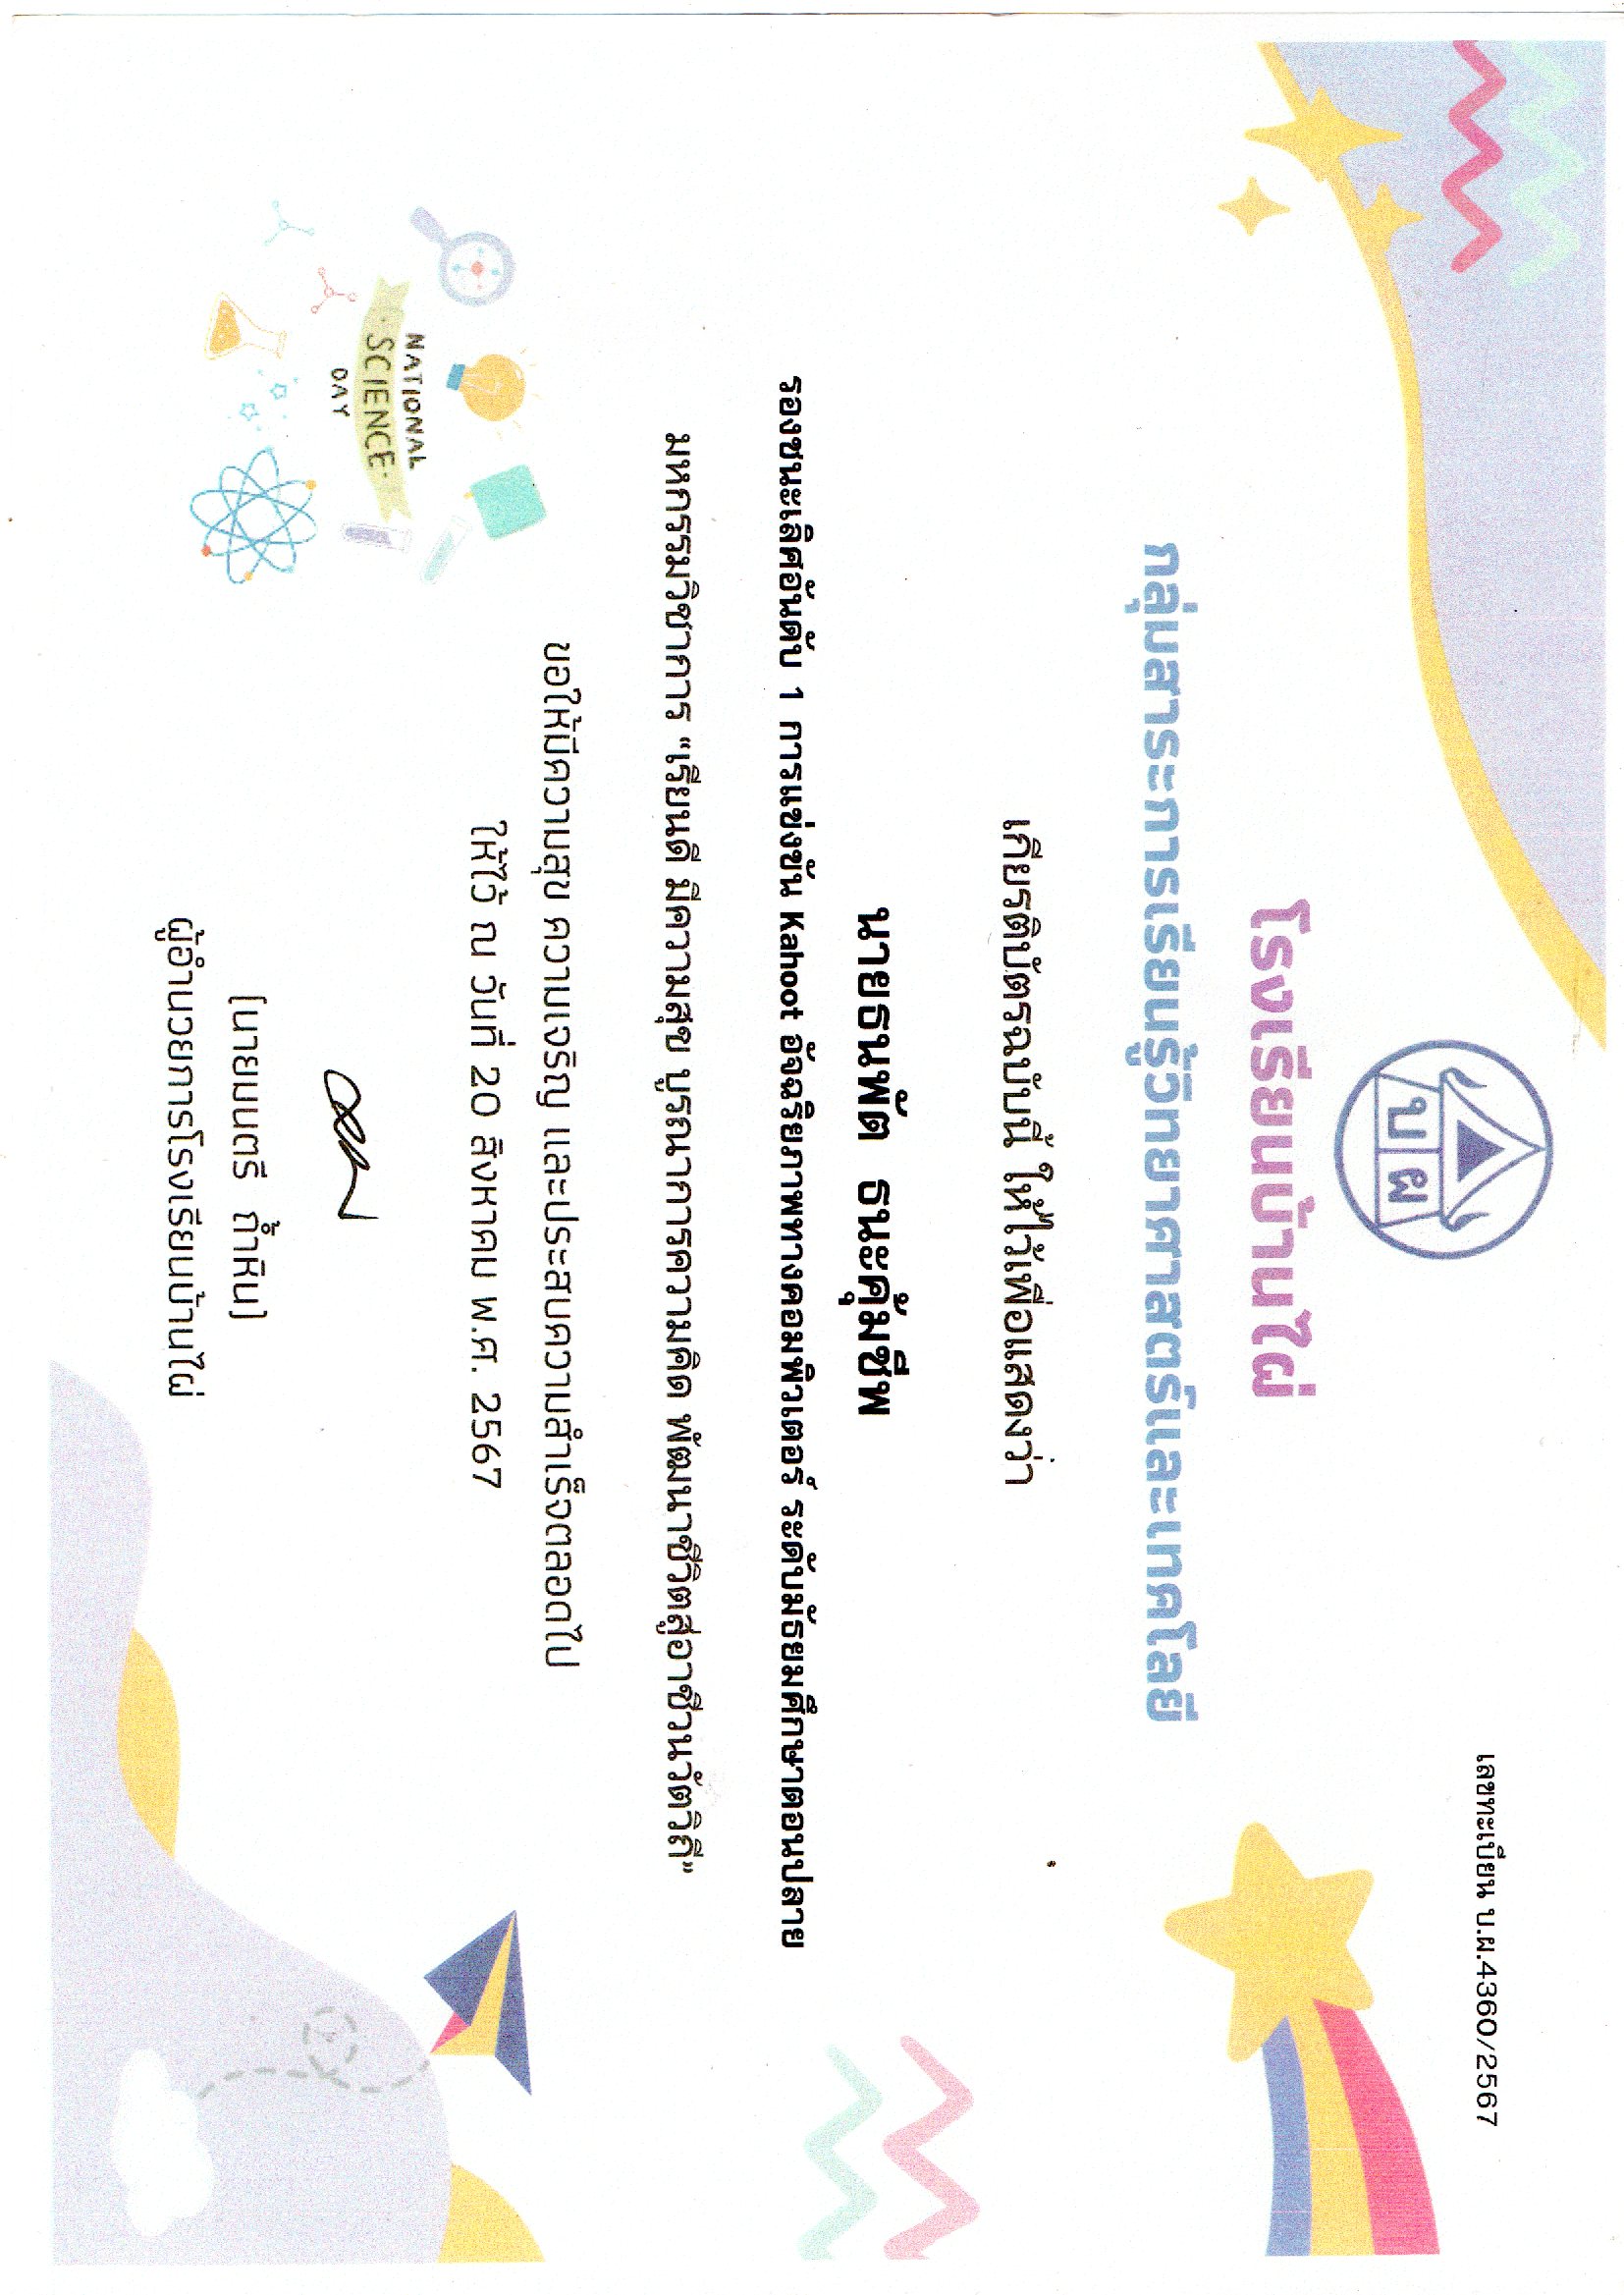 เลขทะเบียน บ.ผ.4360/2567
บ ผ
โรงเรียนบ้านไผ่
กลุ่มสาระการเรียนรู้วิทยาศาสตร์และเทคโลยี
เกียรติบัตรฉบับนี้ ให้ไว้เพื่อแสดงว่า
นายธนพัต ธนะคุ้มชีพ
รองชนะเลิศอันดับ 1 การแข่งขัน Kahoot อัจฉริยภาพทางคอมพิวเตอร์ ระดับมัธยมศึกษาตอนปลาย
มหกรรมวิชาการ “เรียนดี มีความสุข บูรณาการความคิด พัฒนาชีวิตสู่อาชีวนวัตวิถี”
ขอให้มีความสุข ความเจริญ และประสบความสำเร็จตลอดไป
ให้ไว้ ณ วันที่ 20 สิงหาคม พ.ศ. 2567
NATIONAL
SCIENCE
DAY
(นายมนตรี ถ้ำหิน)
ผู้อำนวยการโรงเรียนบ้านไผ่